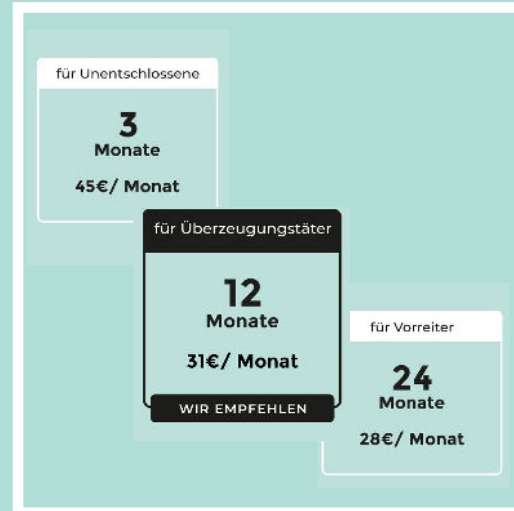 für Unentschlossene
3
Monate
45€/ Monat
für Überzeugungstäter
12
Monate
31€/ Monat
WIR EMPFEHLEN
für Vorreiter
24
Monate
28€/ Monat